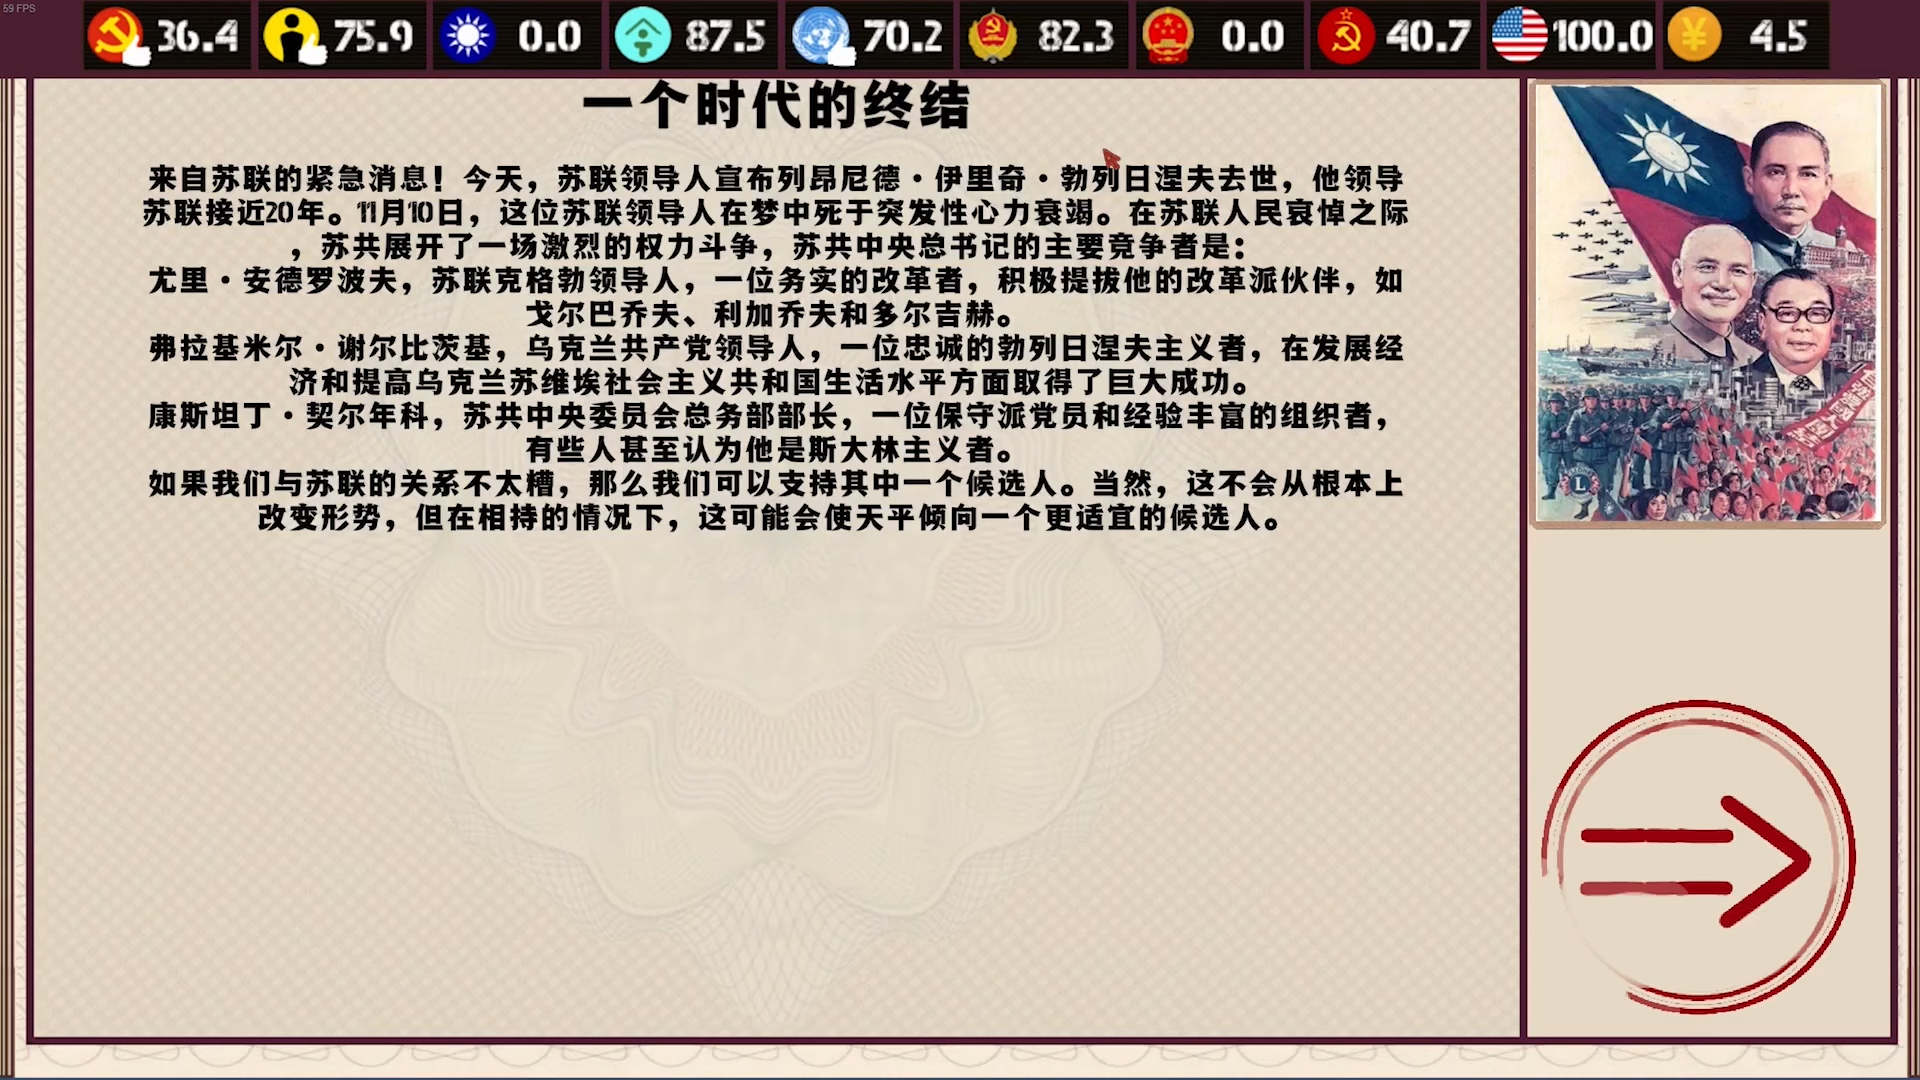 59 FPS
36.4 75.9 0.0 87.5 70.2 82.3 0.0 40.7 100.0 4.5
一个时代的终结
来自苏联的紧急消息！今天，苏联领导人宣布列昂尼德·伊里奇·勃列日涅夫去世，他领导
苏联接近20年。11月10日，这位苏联领导人在梦中死于突发性心力衰竭。在苏联人民哀悼之际
，苏共展开了一场激烈的权力斗争，苏共中央总书记的主要竞争者是：
尤里·安德罗波夫，苏联克格勃领导人，一位务实的改革者，积极提拔他的改革派伙伴，如
戈尔巴乔夫、利加乔夫和多尔吉赫。
弗拉基米尔·谢尔比茨基，乌克兰共产党领导人，一位忠诚的勃列日涅夫主义者，在发展经
济和提高乌克兰苏维埃社会主义共和国生活水平方面取得了巨大成功。
康斯坦丁·契尔年科，苏共中央委员会总务部部长，一位保守派党员和经验丰富的组织者，
有些人甚至认为他是斯大林主义者。
如果我们与苏联的关系不太糟，那么我们可以支持其中一个候选人。当然，这不会从根本上
改变形势，但在相持的情况下，这可能会使天平倾向一个更适宜的候选人。